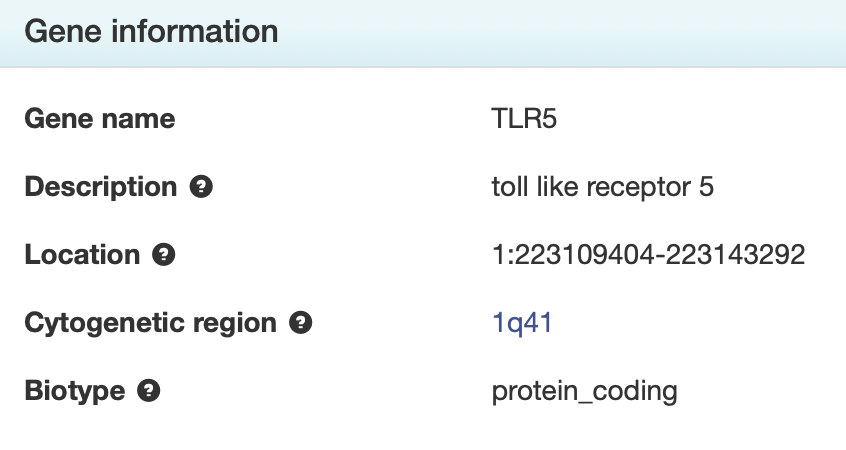 Gene information
Gene name TLR5
Description ? toll like receptor 5
Location ? 1:223109404-223143292
Cytogenetic region ? 1q41
Biotype ? protein_coding